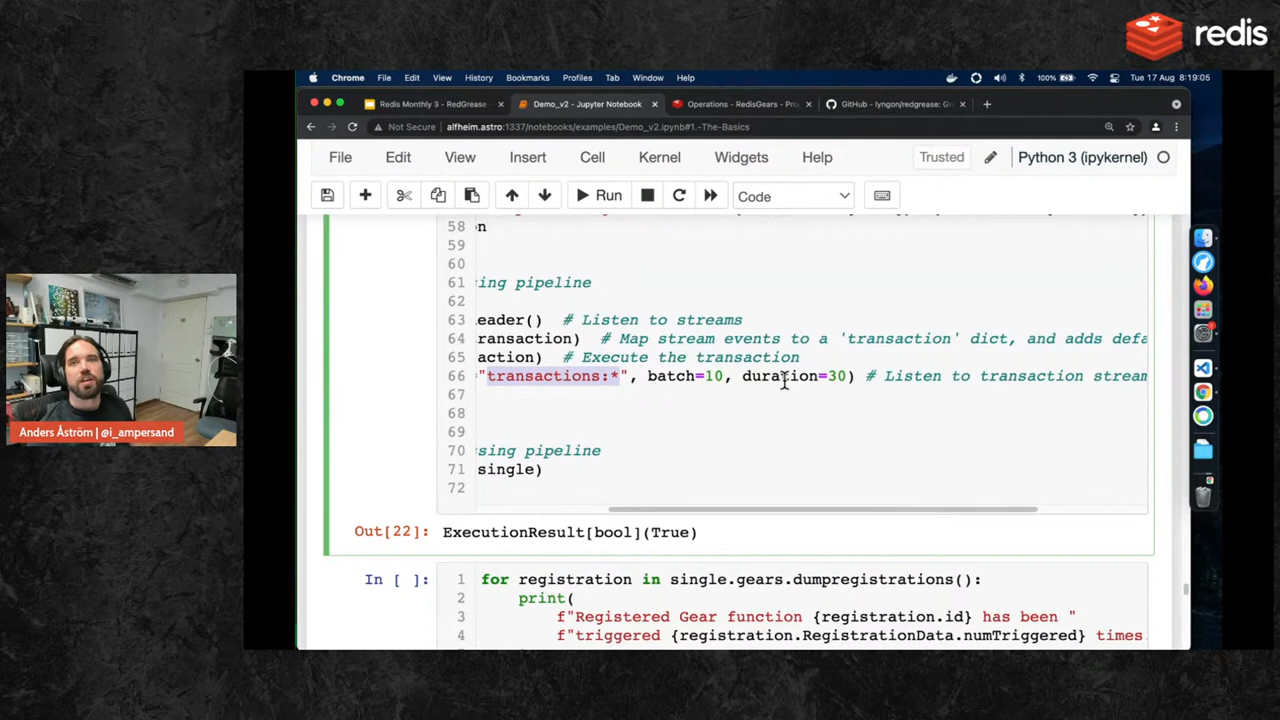 redis
Chrome File Edit View History Bookmarks Profiles Tab Window Help
100% Tue 17 Aug 8:19:05
Redis Monthly 3 - RedGrease
Demo_v2 - Jupyter Notebook
Operations - RedisGears - Pro
GitHub - lyngon/redgrease: G
Not Secure alfheim.astro:1337/notebooks/examples/Demo_v2.ipynb#1.-The-Basics
File Edit View Insert Cell Kernel Widgets Help
Trusted Python 3 (ipykernel)
Run Code
58 n
59
60
61 ing pipeline
62
63 eader() # Listen to streams
64 ransaction) # Map stream events to a 'transaction' dict, and adds defa
65 action) # Execute the transaction
66 "transactions:*", batch=10, duration=30) # Listen to transaction stream
67
68
69
70 sing pipeline
71 single)
72
Out[22]: ExecutionResult[bool](True)
In [ ]: 1 for registration in single.gears.dumpregistrations():
2 print(
3 f"Registered Gear function {registration.id} has been "
4 f"triggered {registration.RegistrationData.numTriggered} times
Anders Åström | @i_ampersand